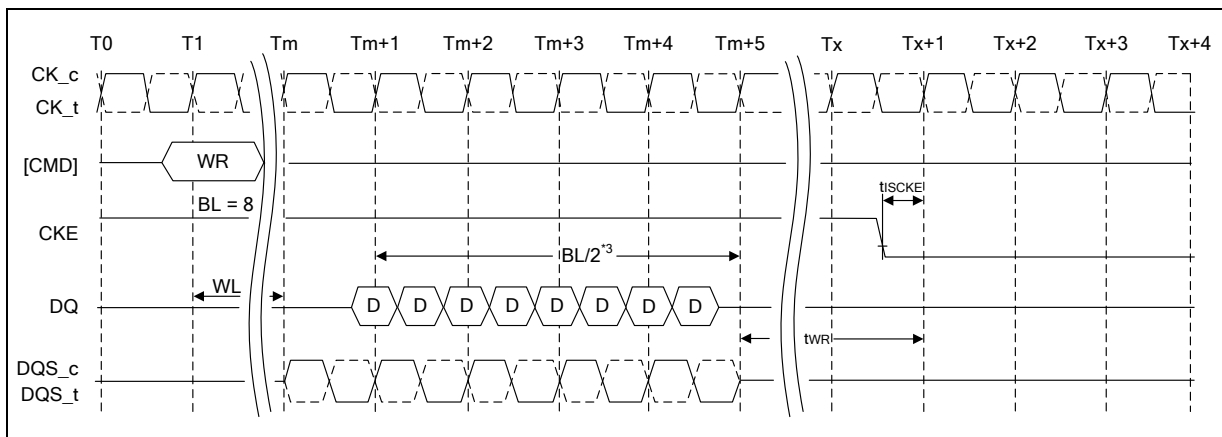 T0 T1 Tm Tm+1 Tm+2 Tm+3 Tm+4 Tm+5 Tx Tx+1 Tx+2 Tx+3 Tx+4
CK_c
CK_t
[CMD] WR
tISCKE
BL = 8
CKE
BL/2*3
WL
DQ D D D D D D D D
tWR
DQS_c
DQS_t